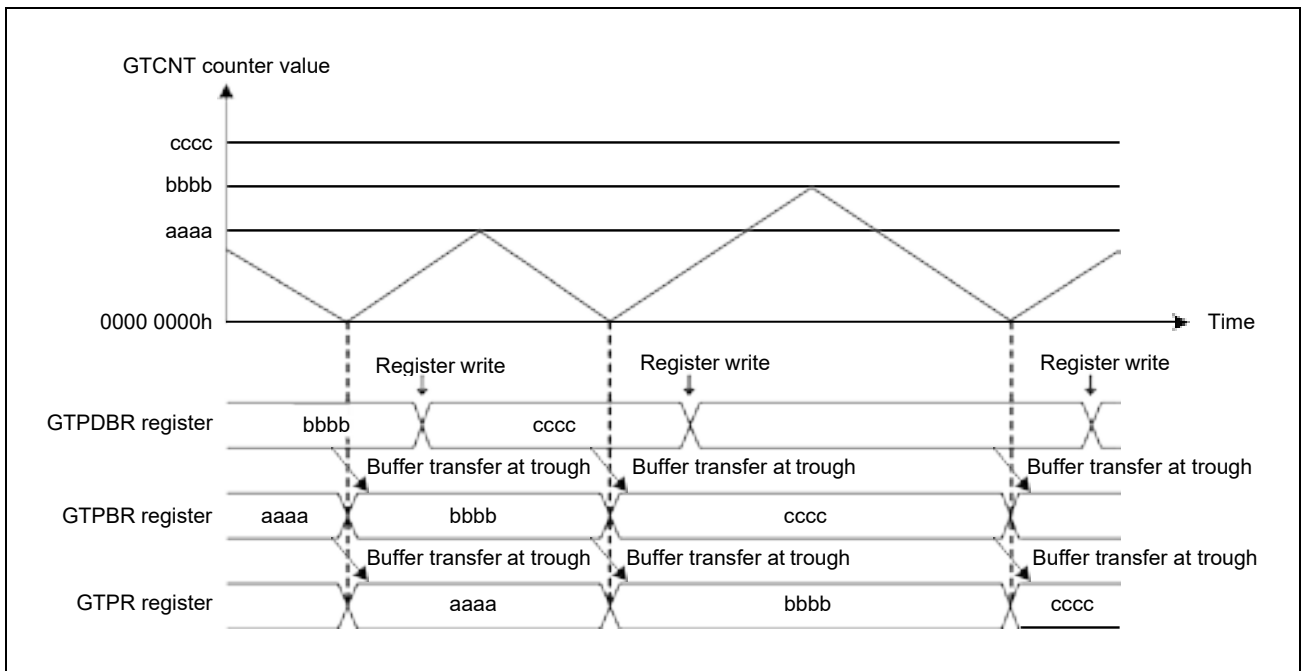 GTCNT counter value
cccc
bbbb
aaaa
0000 0000h
Time
Register write
Register write
Register write
GTPDBR register
bbbb
cccc
Buffer transfer at trough
Buffer transfer at trough
Buffer transfer at trough
GTPBR register
aaaa
bbbb
cccc
Buffer transfer at trough
Buffer transfer at trough
Buffer transfer at trough
GTPR register
aaaa
bbbb
cccc